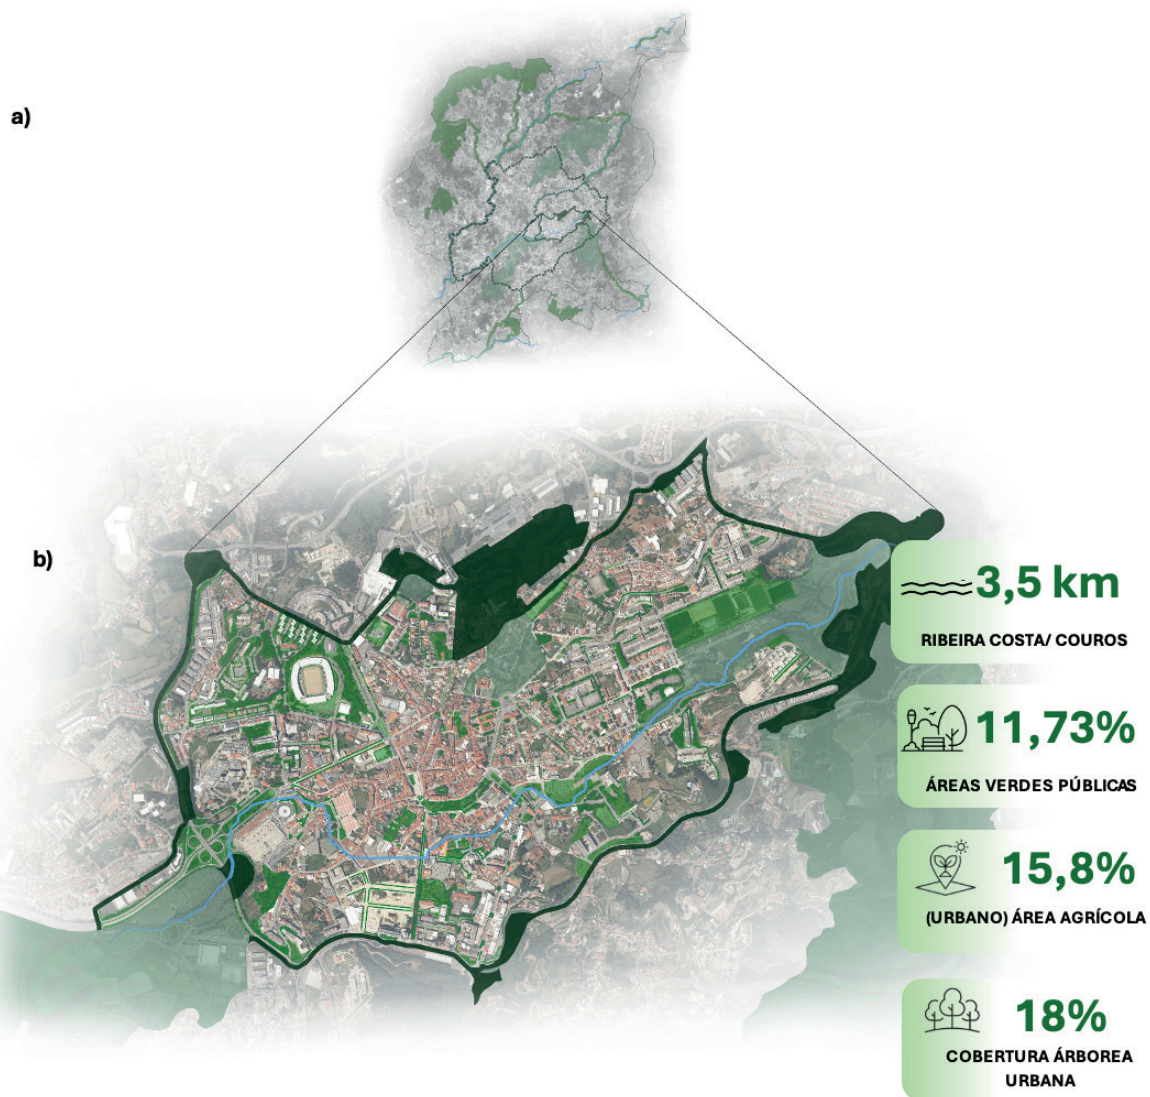 a)
b)
3,5 km
RIBEIRA COSTA/ COUROS
11,73%
ÁREAS VERDES PÚBLICAS
15,8%
(URBANO) ÁREA AGRÍCOLA
18%
COBERTURA ÁRBOREA
URBANA